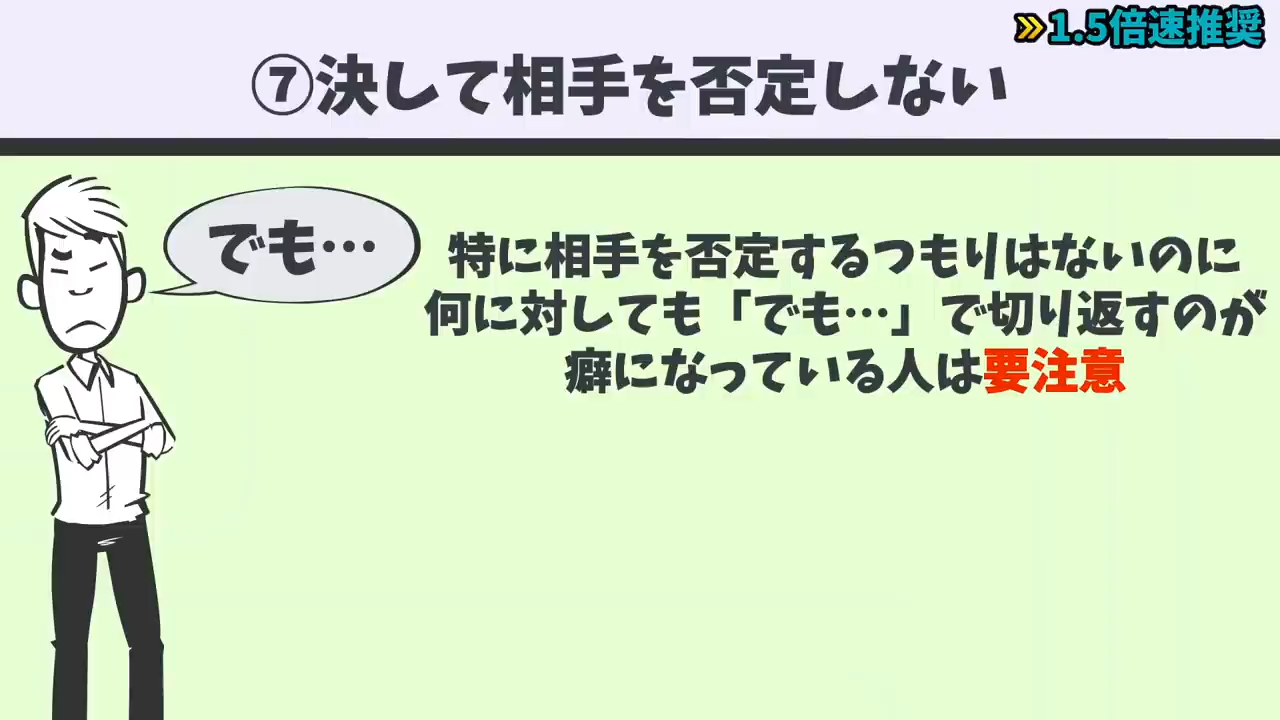 1.5倍速推奨
⑦決して相手を否定しない
でも…
特に相手を否定するつもりはないのに
何に対しても「でも…」で切り返すのが
癖になっている人は要注意